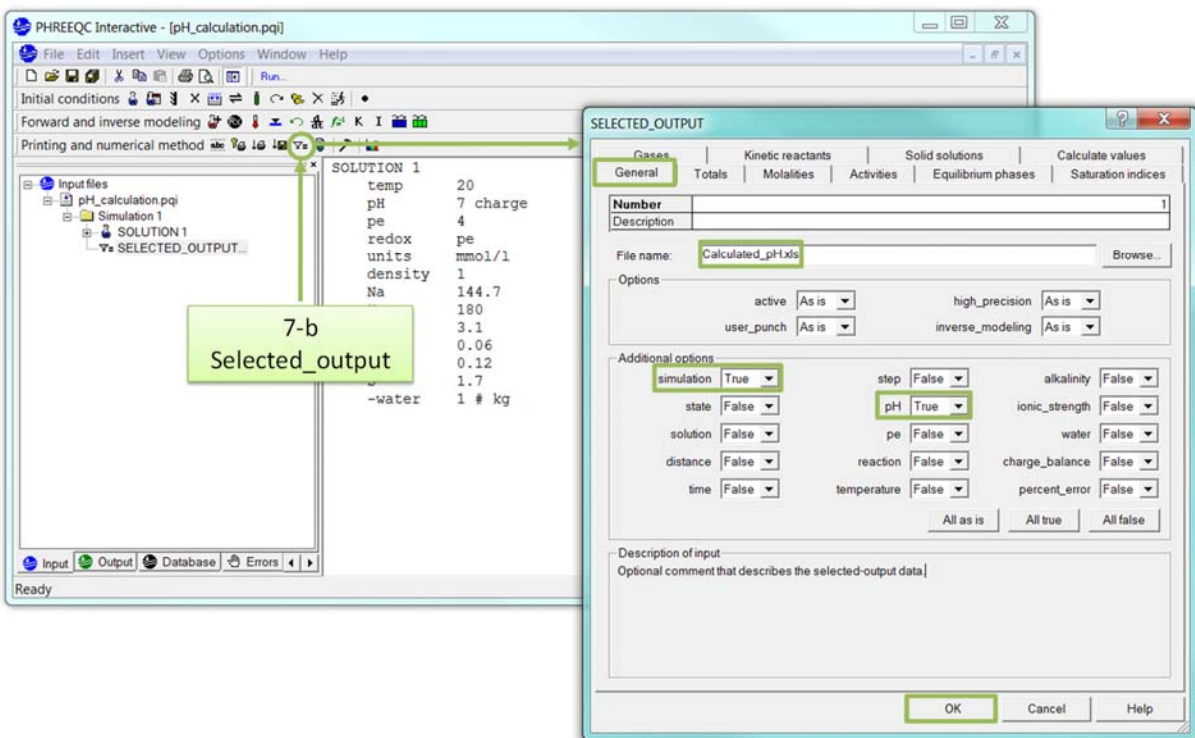 PHREEQC Interactive - [pH_calculation.pqi]
File Edit Insert View Options Window Help
Run...
Initial conditions
Forward and inverse modeling
K I
Printing and numerical method
abc
Input files
pH_calculation.pqi
Simulation 1
SOLUTION 1
SELECTED_OUTPUT...
SOLUTION 1
temp 20
pH 7 charge
pe 4
redox pe
units mmol/l
density 1
Na 144.7
180
3.1
0.06
0.12
1.7
-water 1 # kg
7-b
Selected_output
Input Output Database Errors
Ready
SELECTED_OUTPUT
Gases Kinetic reactants Solid solutions Calculate values
General Totals Molalities Activities Equilibrium phases Saturation indices
Number 1
Description
File name: Calculated_pH.xls Browse...
Options
active As is high_precision As is
user_punch As is inverse_modeling As is
Additional options
simulation True step False alkalinity False
state False pH True ionic_strength False
solution False pe False water False
distance False reaction False charge_balance False
time False temperature False percent_error False
All as is All true All false
Description of input
Optional comment that describes the selected-output data.
OK Cancel Help